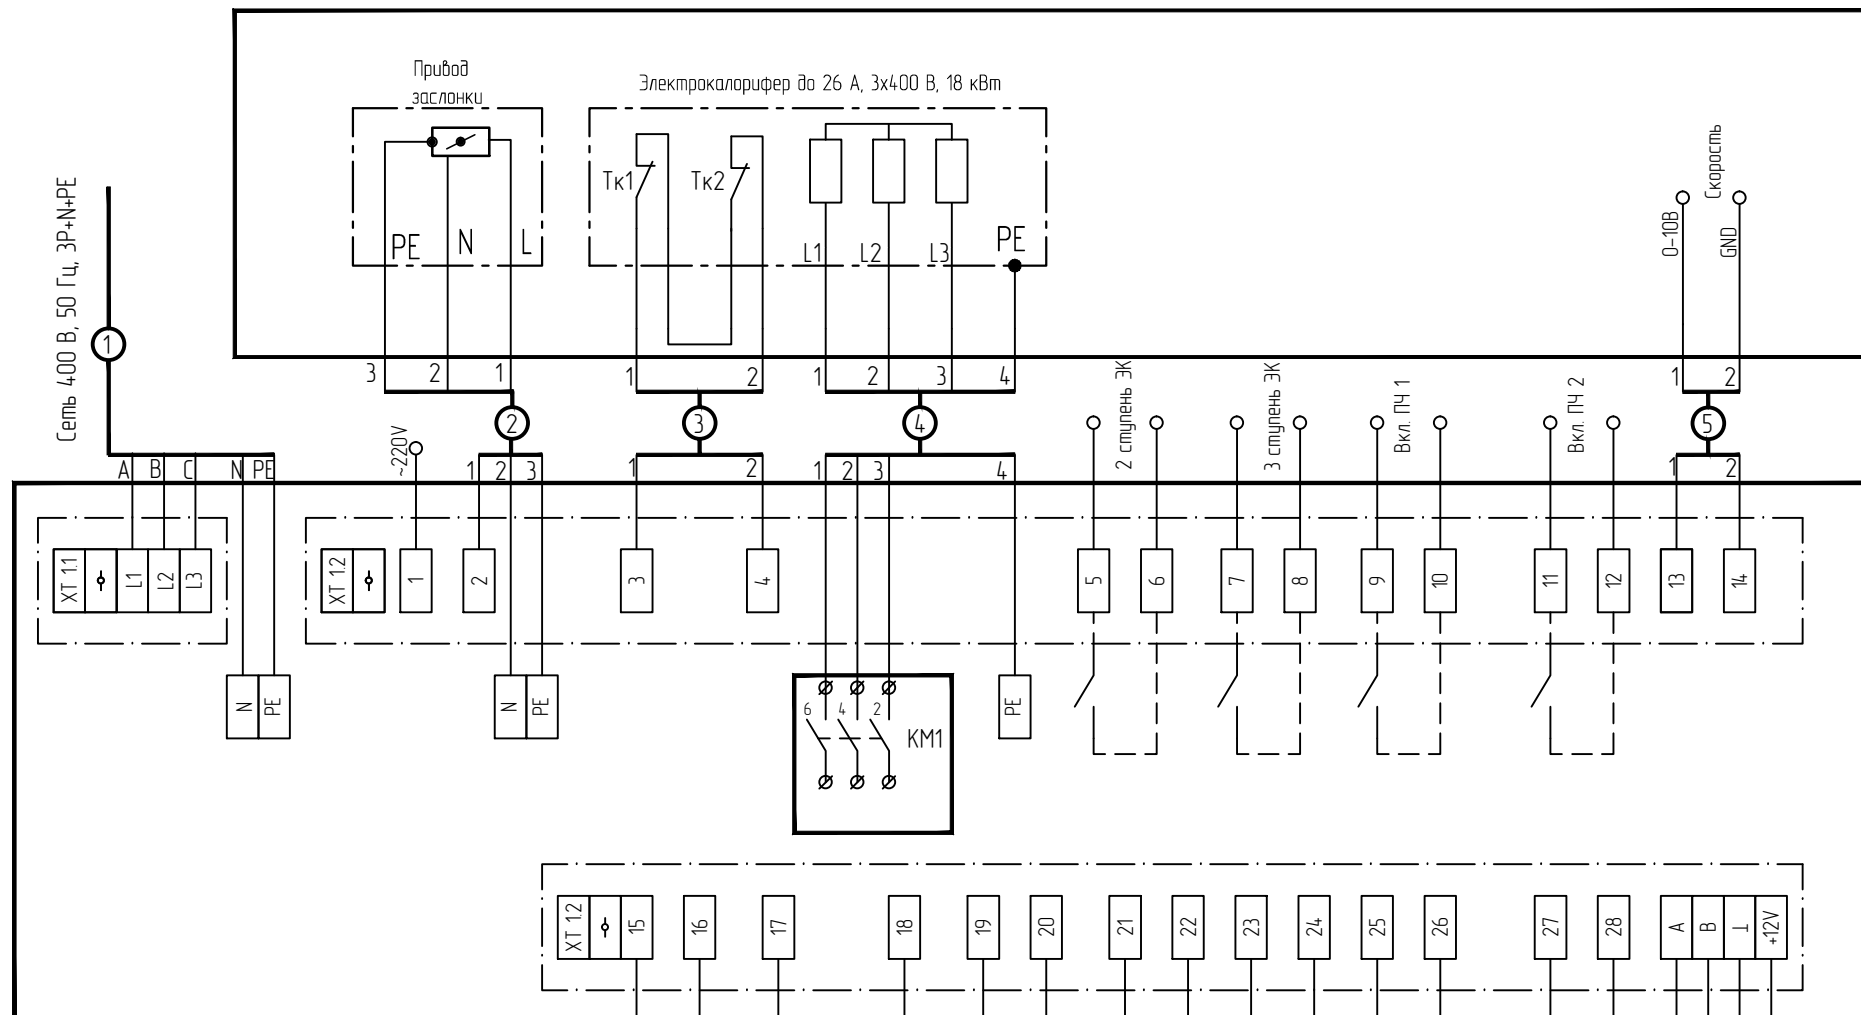 Привод
заслонки
Электрокалорифер до 26 А, 3х400 В, 18 кВт
Сеть 400 В, 50 Гц, 3P+N+PE
1
Тк1
Тк2
PE
N
L
L1
L2
L3
PE
0-10В
GND
Скорость
3
2
1
1
2
1
2
3
4
1
2
2
3
4
5
~220V
2 ступень ЭК
3 ступень ЭК
Вкл. ПЧ 1
Вкл. ПЧ 2
A
B
C
N
PE
1
2
3
1
2
1
2
3
4
1
2
XT 1.1
L1
L2
L3
XT 1.2
1
2
3
4
5
6
7
8
9
10
11
12
13
14
N
PE
N
PE
6
4
2
KM1
PE
XT 1.2
15
16
17
18
19
20
21
22
23
24
25
26
27
28
A
B
⊥
+12V